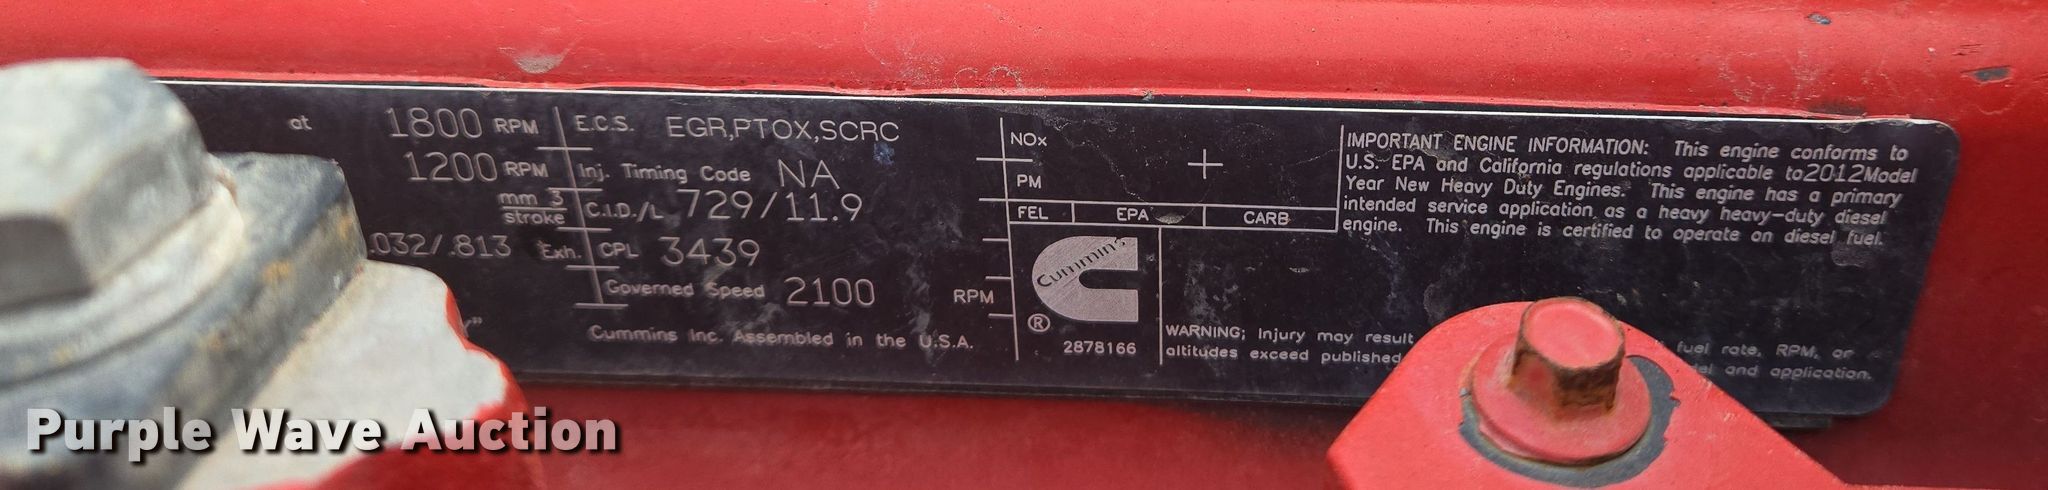 at 1800 RPM
1200 RPM
mm 3
stroke
.032/.813 Exh.
E.C.S. EGR,PTOX,SCRC
Inj. Timing Code NA
C.I.D./L 729/11.9
CPL 3439
Governed Speed 2100 RPM
Cummins Inc. Assembled in the U.S.A.
NOx
PM
FEL EPA CARB
Cummins
®
2878166
IMPORTANT ENGINE INFORMATION: This engine conforms to
U.S. EPA and California regulations applicable to2012Model
Year New Heavy Duty Engines. This engine has a primary
intended service application as a heavy heavy-duty diesel
engine. This engine is certified to operate on diesel fuel.
WARNING; Injury may result fuel rate, RPM, or
altitudes exceed published and application.
Purple Wave Auction